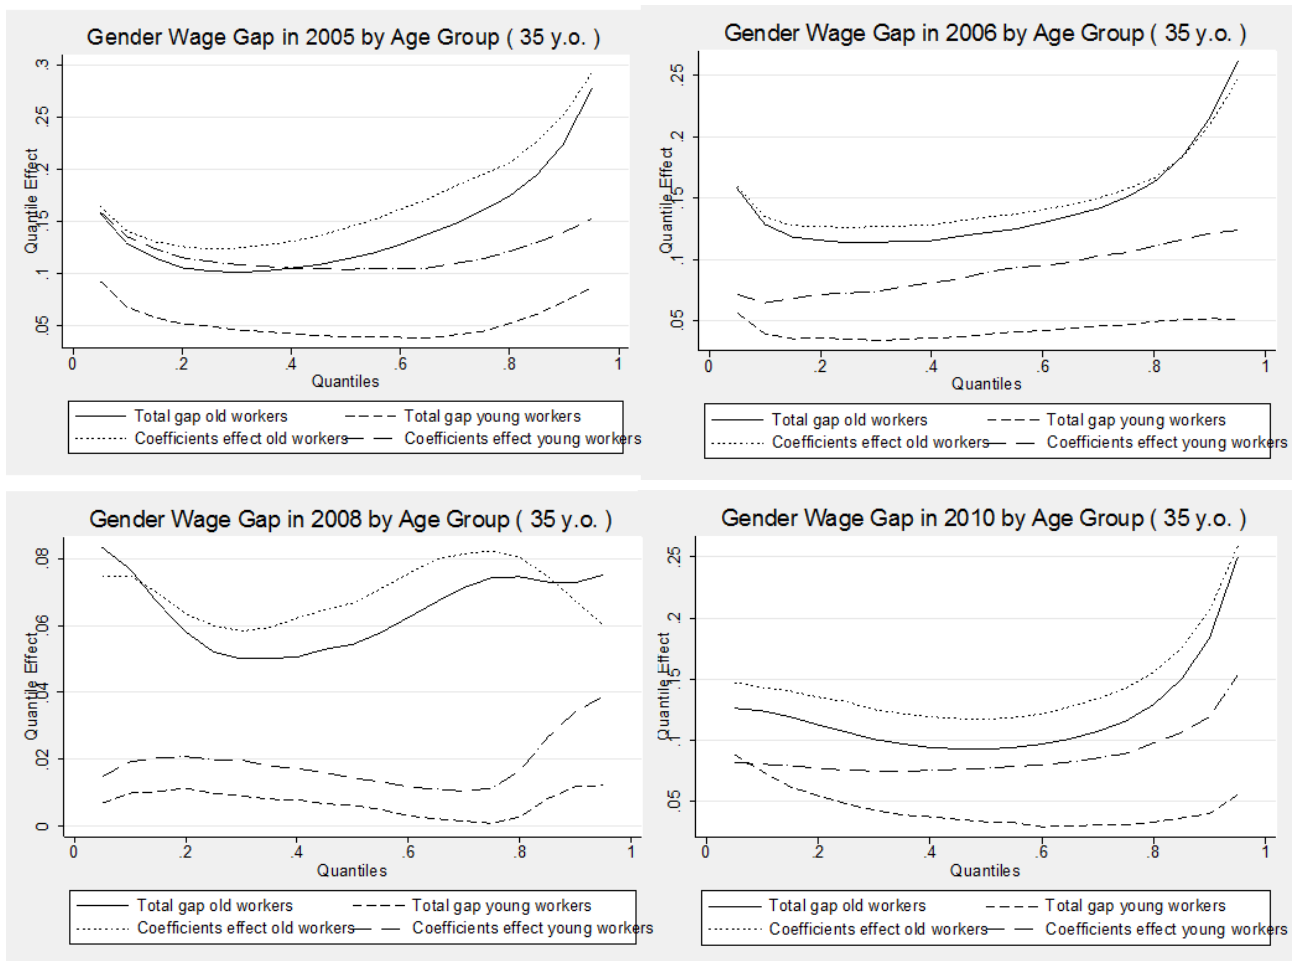 Gender Wage Gap in 2005 by Age Group ( 35 y.o. )
.3
.25
.2
.15
.1
.05
Quantile Effect
0 .2 .4 .6 .8 1
Quantiles
Total gap old workers Total gap young workers
Coefficients effect old workers Coefficients effect young workers
Gender Wage Gap in 2006 by Age Group ( 35 y.o. )
.25
.2
.15
.1
.05
Quantile Effect
0 .2 .4 .6 .8 1
Quantiles
Total gap old workers Total gap young workers
Coefficients effect old workers Coefficients effect young workers
Gender Wage Gap in 2008 by Age Group ( 35 y.o. )
.08
.06
.04
.02
0
Quantile Effect
0 .2 .4 .6 .8 1
Quantiles
Total gap old workers Total gap young workers
Coefficients effect old workers Coefficients effect young workers
Gender Wage Gap in 2010 by Age Group ( 35 y.o. )
.25
.2
.15
.1
.05
Quantile Effect
0 .2 .4 .6 .8 1
Quantiles
Total gap old workers Total gap young workers
Coefficients effect old workers Coefficients effect young workers